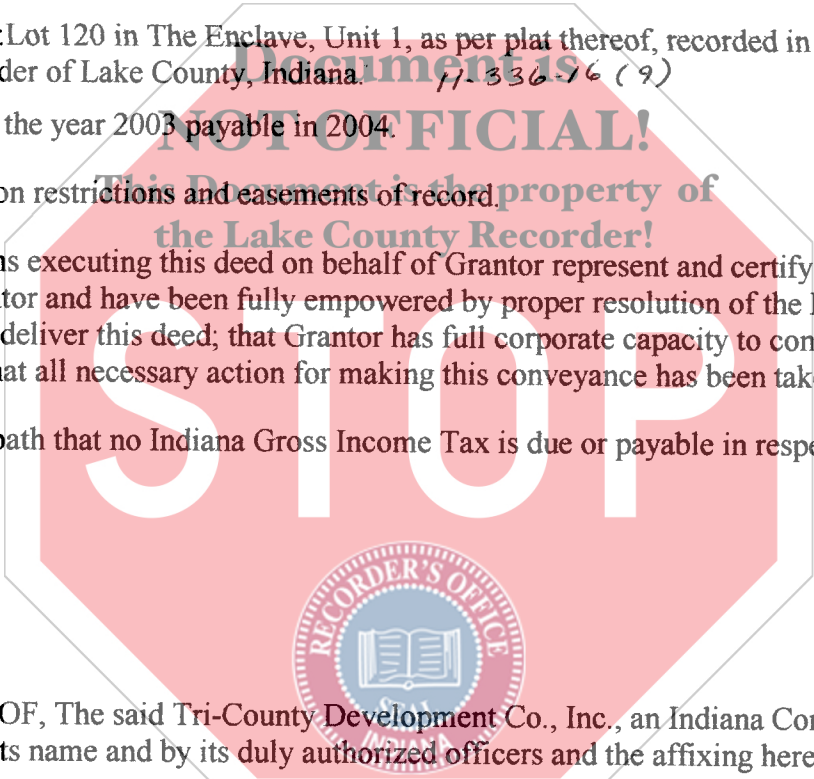 :Lot 120 in The Enclave, Unit 1, as per plat thereof, recorded in
Document is
der of Lake County, Indiana. 11-336-16 (9)
NOT OFFICIAL!
the year 2003 payable in 2004.
This Document is the property of
on restrictions and easements of record.
the Lake County Recorder!
ns executing this deed on behalf of Grantor represent and certify
tor and have been fully empowered by proper resolution of the
deliver this deed; that Grantor has full corporate capacity to con
at all necessary action for making this conveyance has been tak
STOP
oath that no Indiana Gross Income Tax is due or payable in respe
RECORDER'S OFFICE
SEAL
INDIANA
OF, The said Tri-County Development Co., Inc., an Indiana Cor
ts name and by its duly authorized officers and the affixing here